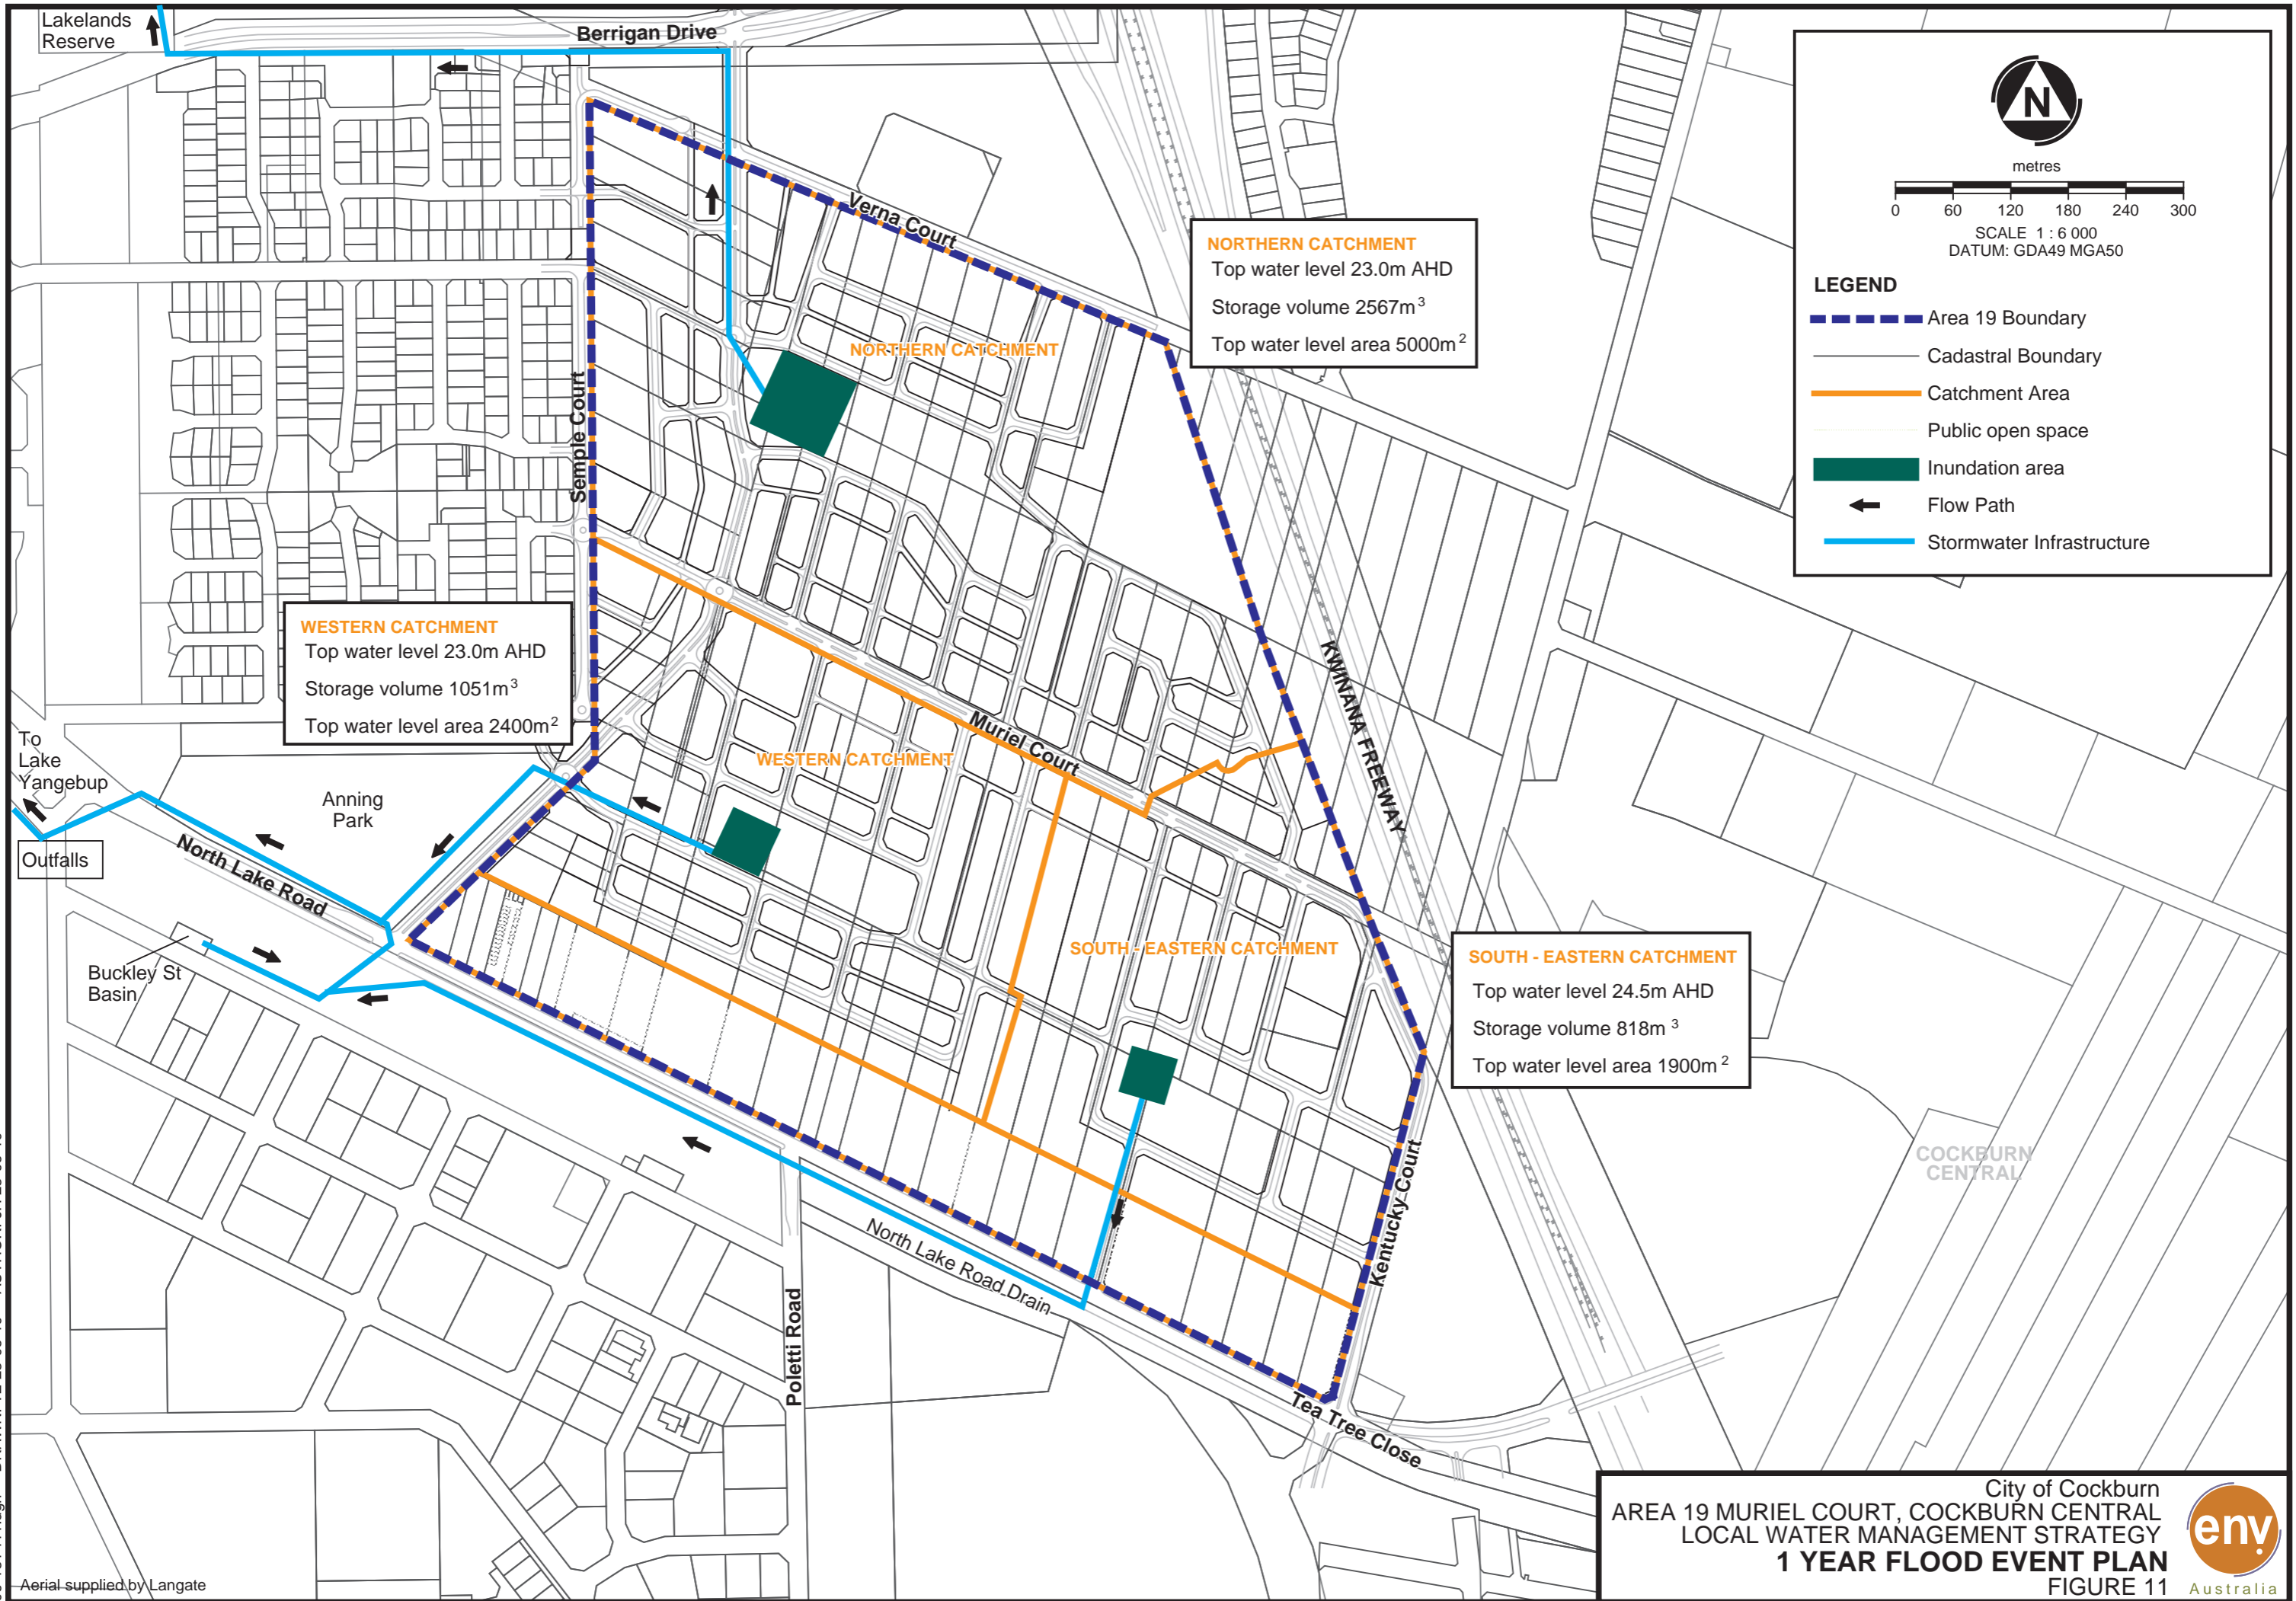 Lakelands
Reserve
Berrigan Drive
Verna Court
Semple Court
NORTHERN CATCHMENT
Top water level 23.0m AHD
Storage volume 2567m³
Top water level area 5000m²
NORTHERN CATCHMENT
N
metres
0 60 120 180 240 300
SCALE 1 : 6 000
DATUM: GDA49 MGA50
LEGEND
Area 19 Boundary
Cadastral Boundary
Catchment Area
Public open space
Inundation area
Flow Path
Stormwater Infrastructure
WESTERN CATCHMENT
Top water level 23.0m AHD
Storage volume 1051m³
Top water level area 2400m²
WESTERN CATCHMENT
Muriel Court
KWINANA FREEWAY
To
Lake
Yangebup
Anning
Park
Outfalls
North Lake Road
Buckley St
Basin
SOUTH - EASTERN CATCHMENT
SOUTH - EASTERN CATCHMENT
Top water level 24.5m AHD
Storage volume 818m ³
Top water level area 1900m ²
COCKBURN
CENTRAL
Kentucky Court
North Lake Road Drain
Poletti Road
Tea Tree Close
Aerial supplied by Langate
City of Cockburn
AREA 19 MURIEL COURT, COCKBURN CENTRAL
LOCAL WATER MANAGEMENT STRATEGY
1 YEAR FLOOD EVENT PLAN
FIGURE 11
env
Australia